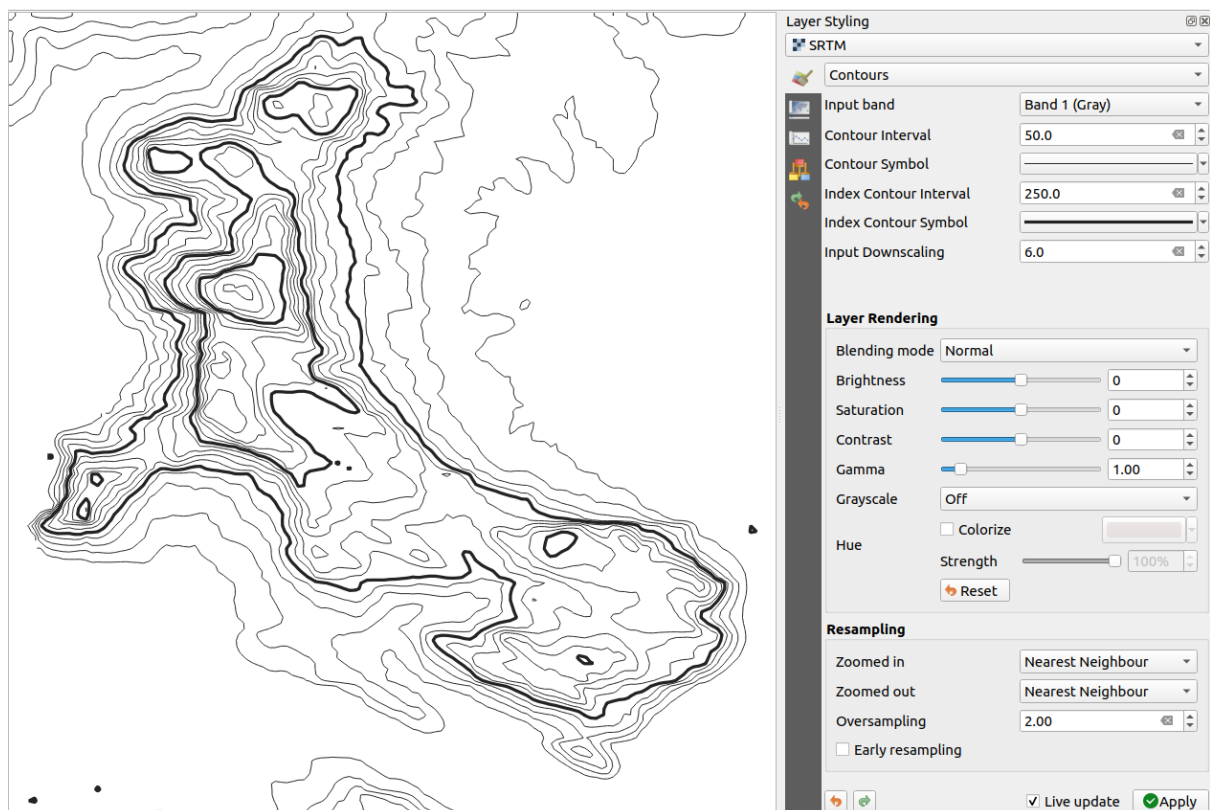 Layer Styling
SRTM
Contours
Input band Band 1 (Gray)
Contour Interval 50.0
Contour Symbol
Index Contour Interval 250.0
Index Contour Symbol
Input Downscaling 6.0
Layer Rendering
Blending mode Normal
Brightness 0
Saturation 0
Contrast 0
Gamma 1.00
Grayscale Off
Hue Colorize
Strength 100%
Reset
Resampling
Zoomed in Nearest Neighbour
Zoomed out Nearest Neighbour
Oversampling 2.00
Early resampling
Live update Apply